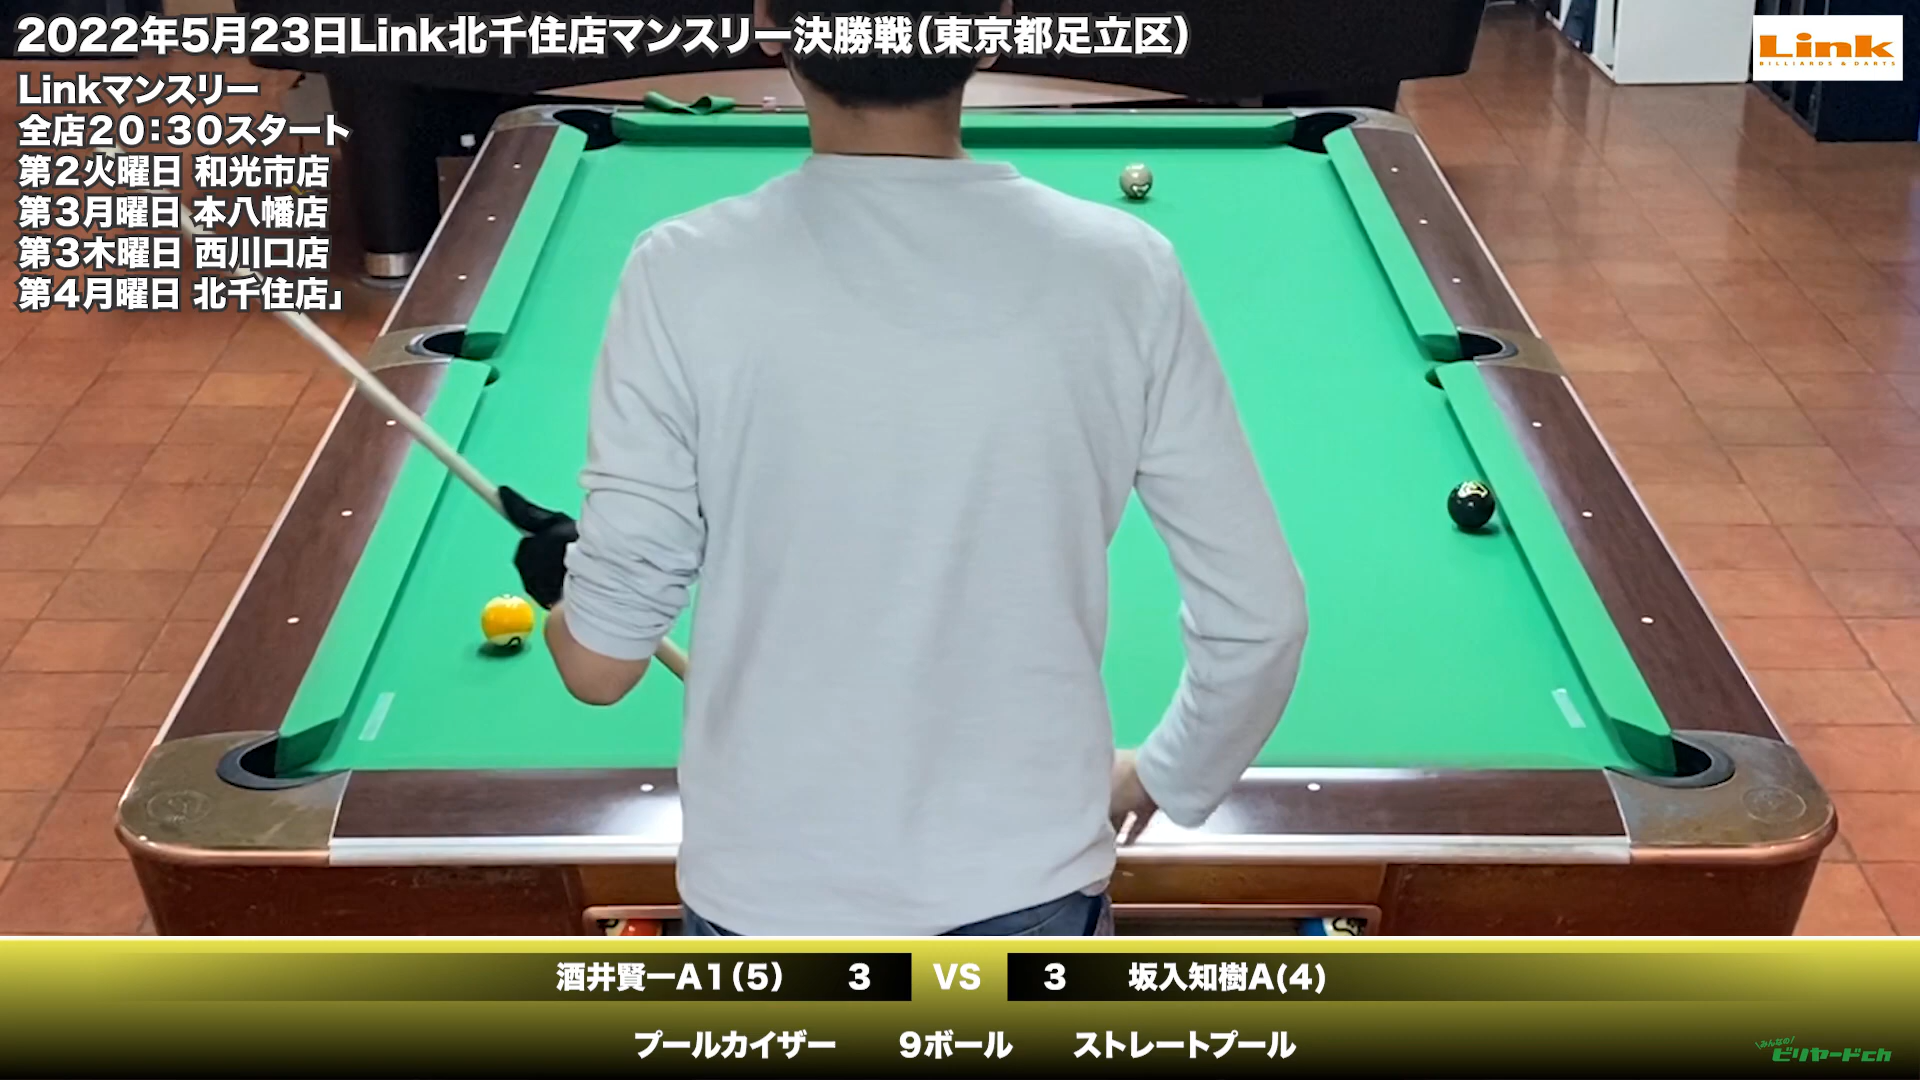 2022年5月23日Link北千住店マンスリー決勝戦(東京都足立区)
Link
BILLIARDS & DARTS
Linkマンスリー
全店20:30スタート
第2火曜日 和光市店
第3月曜日 本八幡店
第3木曜日 西川口店
第4月曜日 北千住店」
酒井賢一A1(5) 3 VS 3 坂入知樹A(4)
プールカイザー 9ボール ストレートプール
みんなの
ビリヤードch